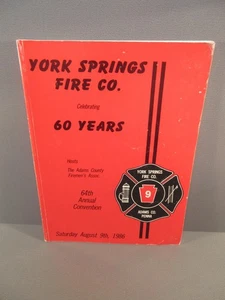 YORK SPRINGS
FIRE CO.
Celebrating
60 YEARS
Hosts
The Adams County
Firemen's Assoc.
64th
Annual
Convention
YORK SPRINGS
FIRE CO.
9
ADAMS CO.
PENNA
Saturday August 9th, 1986